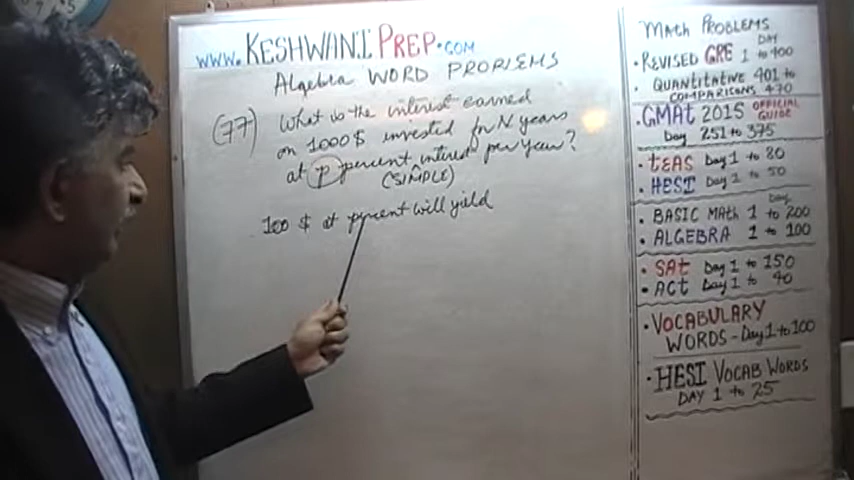 www.KESHWANIPREP.COM
Algebra WORD PROBLEMS
(77) What is the interest earned
on 1000$ invested for N years
at p percent interest per year?
(SIMPLE)
100 $ at p percent will yield
MATH PROBLEMS
DAY
• REVISED GRE 1 to 400
• QUANTITATIVE 401 to
COMPARISONS 470
• GMAT 2015 OFFICIAL GUIDE
Day 251 to 375
• tEAS Day 1 to 80
• HESI Day 1 to 50
Day
• BASIC MATH 1 to 200
• ALGEBRA 1 to 100
• SAt Day 1 to 150
• ACt Day 1 to 40
• VOCABULARY
WORDS - Day 1 to 100
• HESI VOCAB WORDS
DAY 1 to 25